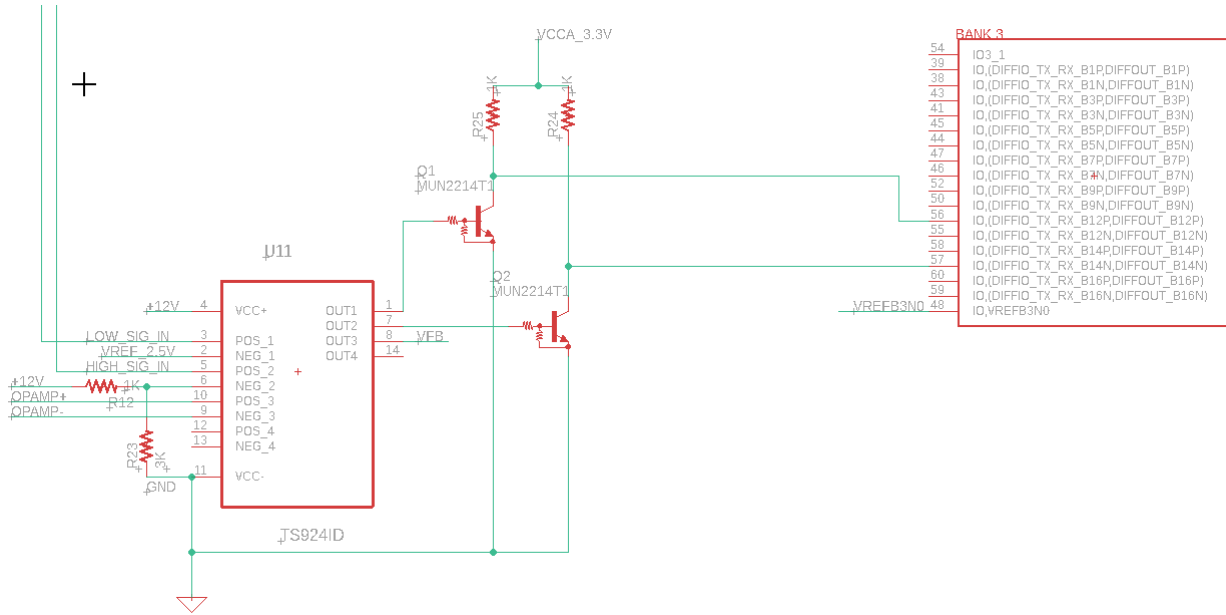 VCCA_3.3V
BANK 3
54 IO3_1
39 IO,(DIFFIO_TX_RX_B1P,DIFFOUT_B1P)
38 IO,(DIFFIO_TX_RX_B1N,DIFFOUT_B1N)
43 IO,(DIFFIO_TX_RX_B3P,DIFFOUT_B3P)
41 IO,(DIFFIO_TX_RX_B3N,DIFFOUT_B3N)
45 IO,(DIFFIO_TX_RX_B5P,DIFFOUT_B5P)
44 IO,(DIFFIO_TX_RX_B5N,DIFFOUT_B5N)
47 IO,(DIFFIO_TX_RX_B7P,DIFFOUT_B7P)
46 IO,(DIFFIO_TX_RX_B7N,DIFFOUT_B7N)
52 IO,(DIFFIO_TX_RX_B9P,DIFFOUT_B9P)
50 IO,(DIFFIO_TX_RX_B9N,DIFFOUT_B9N)
56 IO,(DIFFIO_TX_RX_B12P,DIFFOUT_B12P)
55 IO,(DIFFIO_TX_RX_B12N,DIFFOUT_B12N)
58 IO,(DIFFIO_TX_RX_B14P,DIFFOUT_B14P)
57 IO,(DIFFIO_TX_RX_B14N,DIFFOUT_B14N)
60 IO,(DIFFIO_TX_RX_B16P,DIFFOUT_B16P)
59 IO,(DIFFIO_TX_RX_B16N,DIFFOUT_B16N)
VREFB3N0 48 IO,VREFB3N0
1K
R25
1K
R24
Q1
MUN2214T1
Q2
MUN2214T1
U11
+12V 4 VCC+
LOW_SIG_IN 3 POS_1
VREF_2.5V 2 NEG_1
HIGH_SIG_IN 5 POS_2
+12V 6 NEG_2
OPAMP+ 10 POS_3
OPAMP- 9 NEG_3
12 POS_4
13 NEG_4
11 VCC-
OUT1 1
OUT2 7
OUT3 8 VFB
OUT4 14
1K
R12
R23
3K
GND
TS924ID